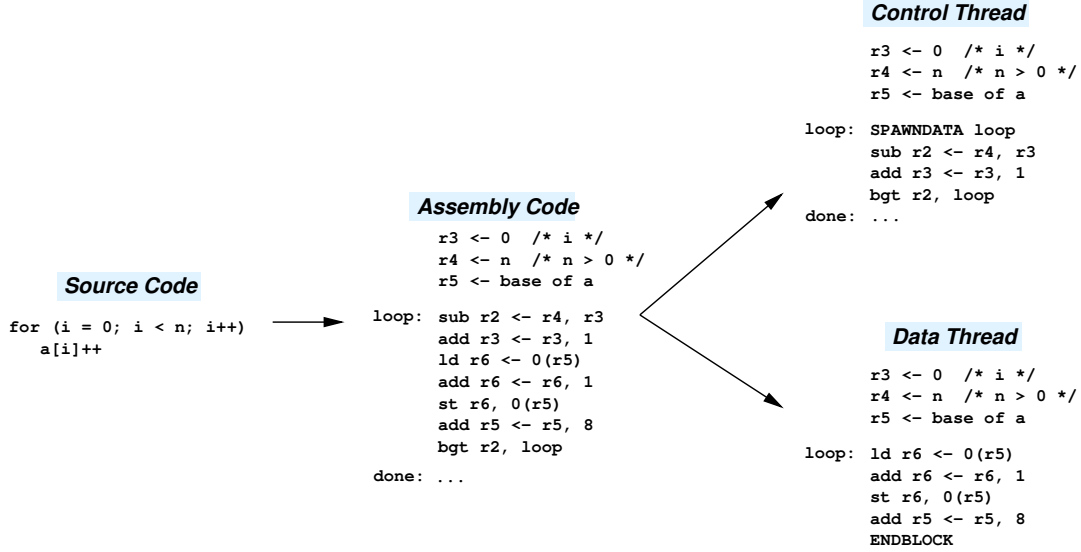 Source Code
for (i = 0; i < n; i++)
a[i]++
Assembly Code
r3 <- 0 /* i */
r4 <- n /* n > 0 */
r5 <- base of a
loop: sub r2 <- r4, r3
add r3 <- r3, 1
ld r6 <- 0(r5)
add r6 <- r6, 1
st r6, 0(r5)
add r5 <- r5, 8
bgt r2, loop
done: ...
Control Thread
r3 <- 0 /* i */
r4 <- n /* n > 0 */
r5 <- base of a
loop: SPAWNDATA loop
sub r2 <- r4, r3
add r3 <- r3, 1
bgt r2, loop
done: ...
Data Thread
r3 <- 0 /* i */
r4 <- n /* n > 0 */
r5 <- base of a
loop: ld r6 <- 0(r5)
add r6 <- r6, 1
st r6, 0(r5)
add r5 <- r5, 8
ENDBLOCK